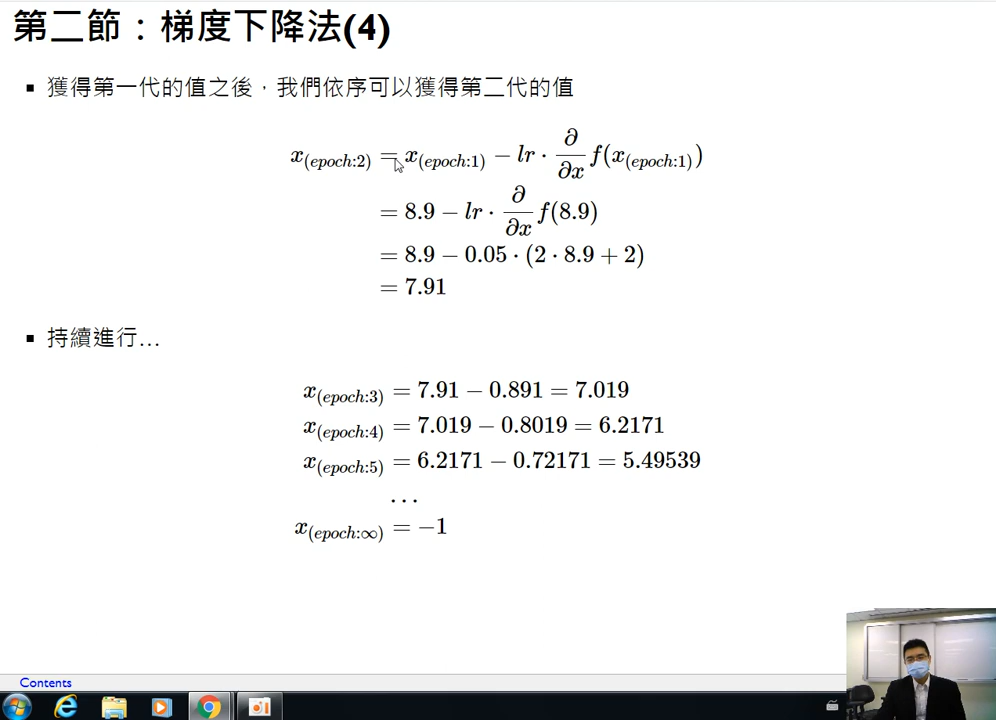 第二節：梯度下降法(4)
▪ 獲得第一代的值之後，我們依序可以獲得第二代的值
x_{(epoch:2)} = x_{(epoch:1)} − lr · ∂/∂x f(x_{(epoch:1)})
= 8.9 − lr · ∂/∂x f(8.9)
= 8.9 − 0.05 · (2 · 8.9 + 2)
= 7.91
▪ 持續進行...
x_{(epoch:3)} = 7.91 − 0.891 = 7.019
x_{(epoch:4)} = 7.019 − 0.8019 = 6.2171
x_{(epoch:5)} = 6.2171 − 0.72171 = 5.49539
...
x_{(epoch:∞)} = −1
Contents